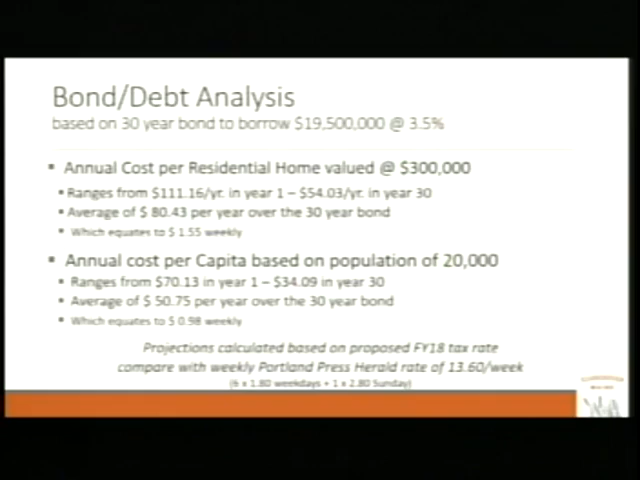 Bond/Debt Analysis
based on 30 year bond to borrow $19,500,000 @ 3.5%
▪ Annual Cost per Residential Home valued @ $300,000
▪ Ranges from $111.16/yr. in year 1 – $54.03/yr. in year 30
▪ Average of $ 80.43 per year over the 30 year bond
▪ Which equates to $ 1.55 weekly
▪ Annual cost per Capita based on population of 20,000
▪ Ranges from $70.13 in year 1 – $34.09 in year 30
▪ Average of $ 50.75 per year over the 30 year bond
▪ Which equates to $ 0.98 weekly
Projections calculated based on proposed FY18 tax rate
compare with weekly Portland Press Herald rate of 13.60/week
(6 x 1.80 weekdays + 1 x 2.80 Sunday)